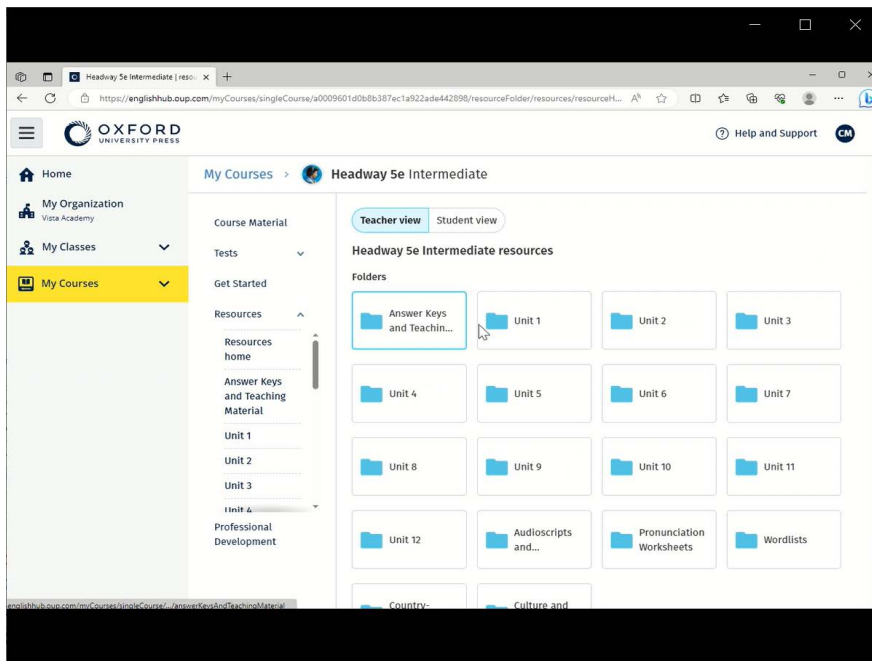 Headway 5e Intermediate | resou
https://englishhub.oup.com/myCourses/singleCourse/a0009601d0b8b387ec1a922ade442898/resourceFolder/resources/resourceH...
OXFORD
UNIVERSITY PRESS
Help and Support
CM
Home
My Organization
Vista Academy
My Classes
My Courses
My Courses > Headway 5e Intermediate
Course Material
Tests
Get Started
Resources
Resources
home
Answer Keys
and Teaching
Material
Unit 1
Unit 2
Unit 3
Unit 4
Professional
Development
Teacher view
Student view
Headway 5e Intermediate resources
Folders
Answer Keys
and Teachin...
Unit 1
Unit 2
Unit 3
Unit 4
Unit 5
Unit 6
Unit 7
Unit 8
Unit 9
Unit 10
Unit 11
Unit 12
Audioscripts
and...
Pronunciation
Worksheets
Wordlists
Country-
Culture and
englishhub.oup.com/myCourses/singleCourse/.../answerKeysAndTeachingMaterial